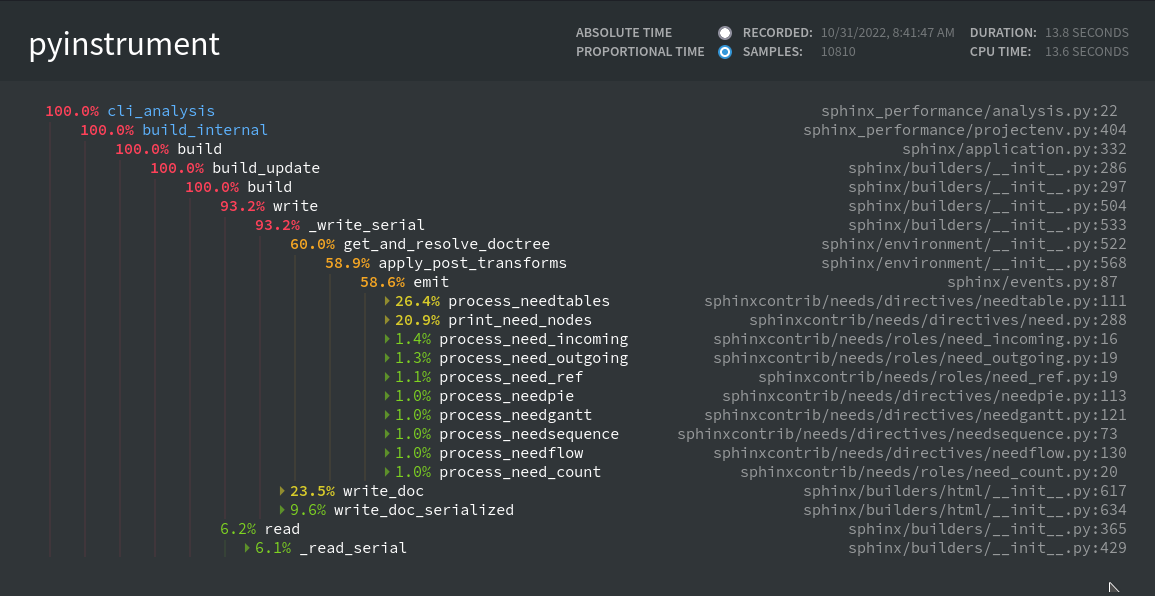 pyinstrument
ABSOLUTE TIME RECORDED: 10/31/2022, 8:41:47 AM DURATION: 13.8 SECONDS
PROPORTIONAL TIME SAMPLES: 10810 CPU TIME: 13.6 SECONDS
100.0% cli_analysis sphinx_performance/analysis.py:22
100.0% build_internal sphinx_performance/projectenv.py:404
100.0% build sphinx/application.py:332
100.0% build_update sphinx/builders/__init__.py:286
100.0% build sphinx/builders/__init__.py:297
93.2% write sphinx/builders/__init__.py:504
93.2% _write_serial sphinx/builders/__init__.py:533
60.0% get_and_resolve_doctree sphinx/environment/__init__.py:522
58.9% apply_post_transforms sphinx/environment/__init__.py:568
58.6% emit sphinx/events.py:87
26.4% process_needtables sphinxcontrib/needs/directives/needtable.py:111
20.9% print_need_nodes sphinxcontrib/needs/directives/need.py:288
1.4% process_need_incoming sphinxcontrib/needs/roles/need_incoming.py:16
1.3% process_need_outgoing sphinxcontrib/needs/roles/need_outgoing.py:19
1.1% process_need_ref sphinxcontrib/needs/roles/need_ref.py:19
1.0% process_needpie sphinxcontrib/needs/directives/needpie.py:113
1.0% process_needgantt sphinxcontrib/needs/directives/needgantt.py:121
1.0% process_needsequence sphinxcontrib/needs/directives/needsequence.py:73
1.0% process_needflow sphinxcontrib/needs/directives/needflow.py:130
1.0% process_need_count sphinxcontrib/needs/roles/need_count.py:20
23.5% write_doc sphinx/builders/html/__init__.py:617
9.6% write_doc_serialized sphinx/builders/html/__init__.py:634
6.2% read sphinx/builders/__init__.py:365
6.1% _read_serial sphinx/builders/__init__.py:429